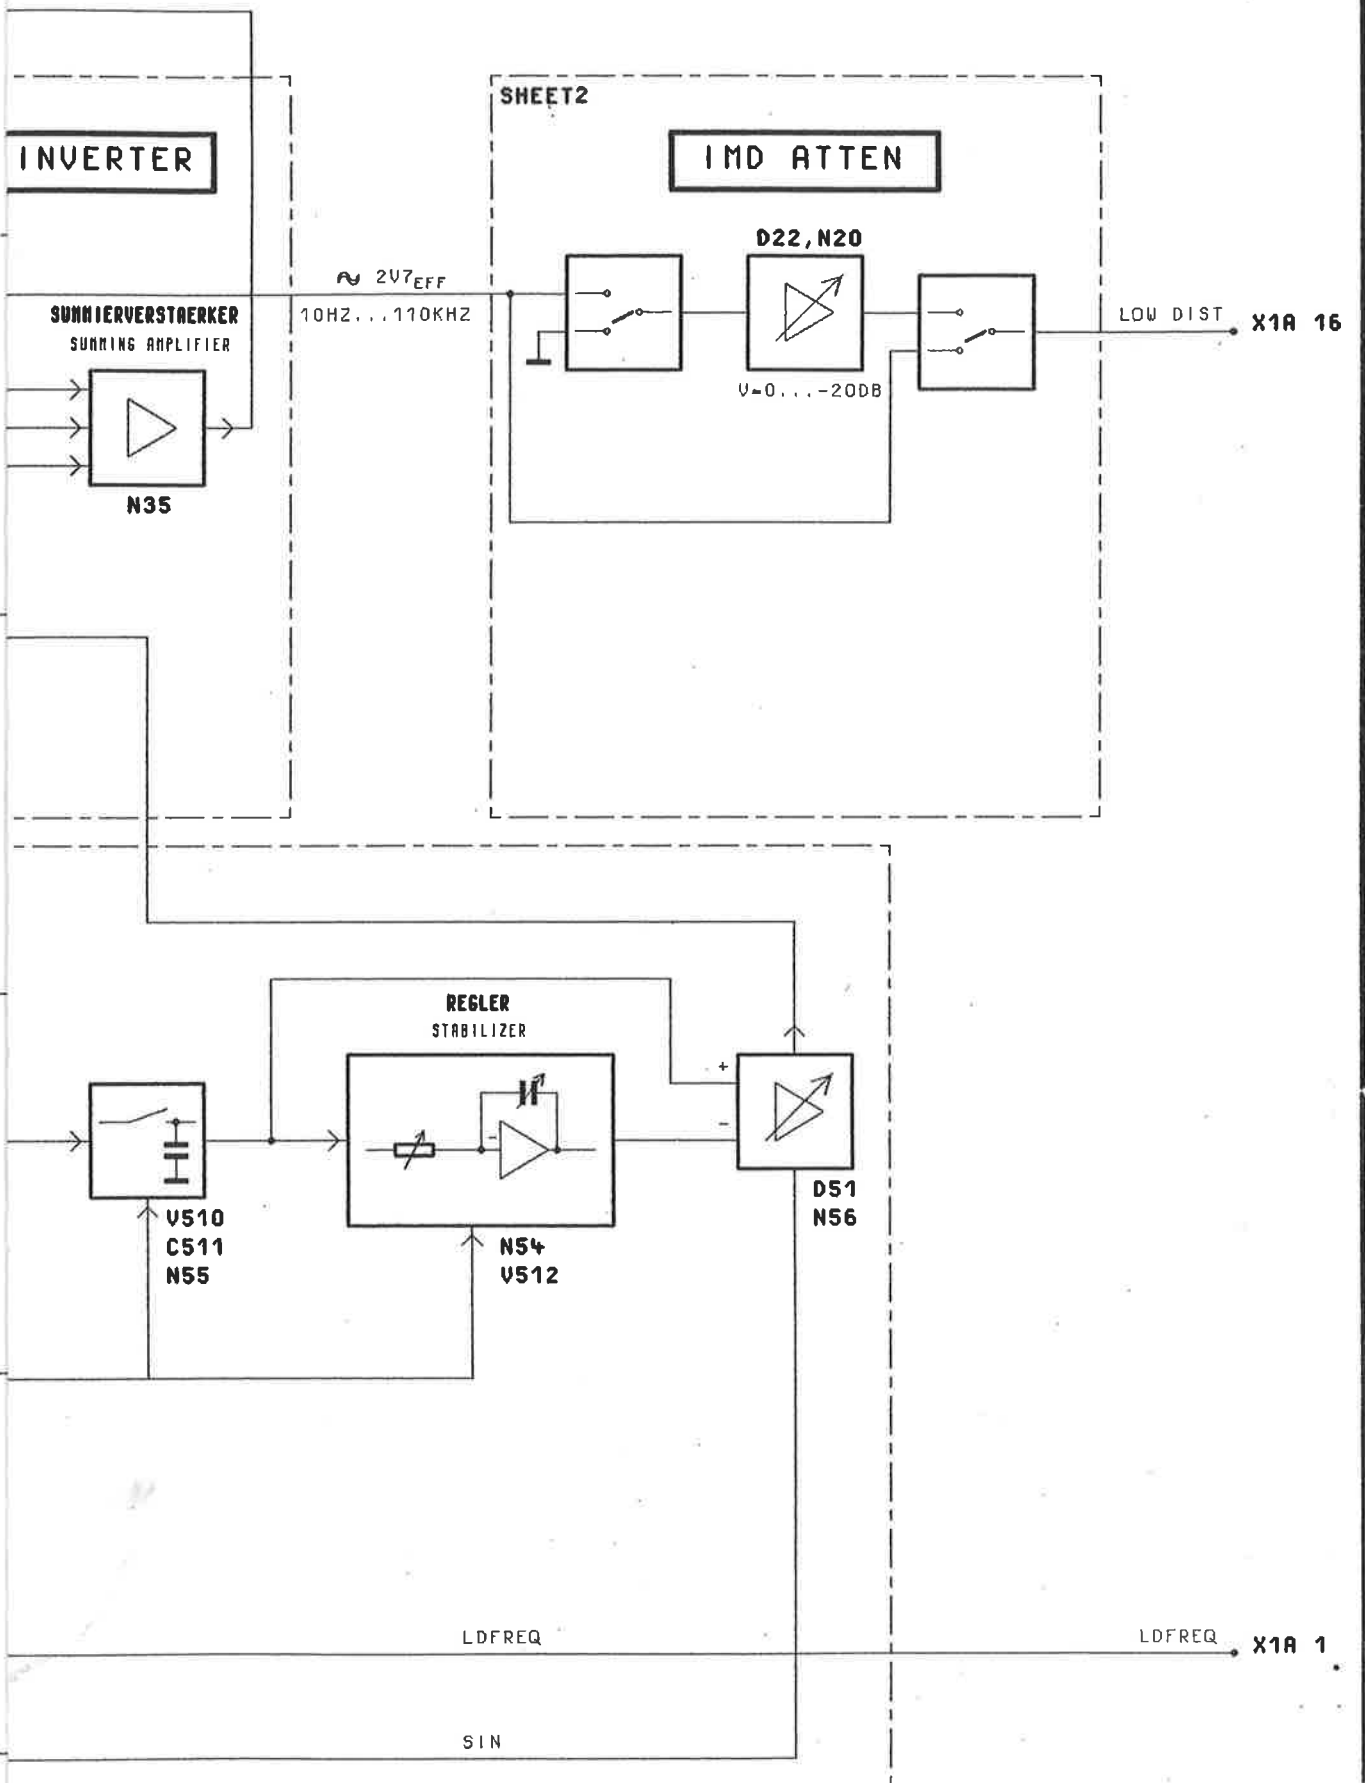 SHEET2
INVERTER
IMD ATTEN
D22,N20
∿ 2V7EFF
10HZ...110KHZ
SUMMIERVERSTAERKER
SUMMING AMPLIFIER
LOW DIST
X1A 16
V=0...-20DB
N35
REGLER
STABILIZER
+
-
-
D51
N56
V510
C511
N55
N54
V512
LDFREQ
LDFREQ
X1A 1
SIN